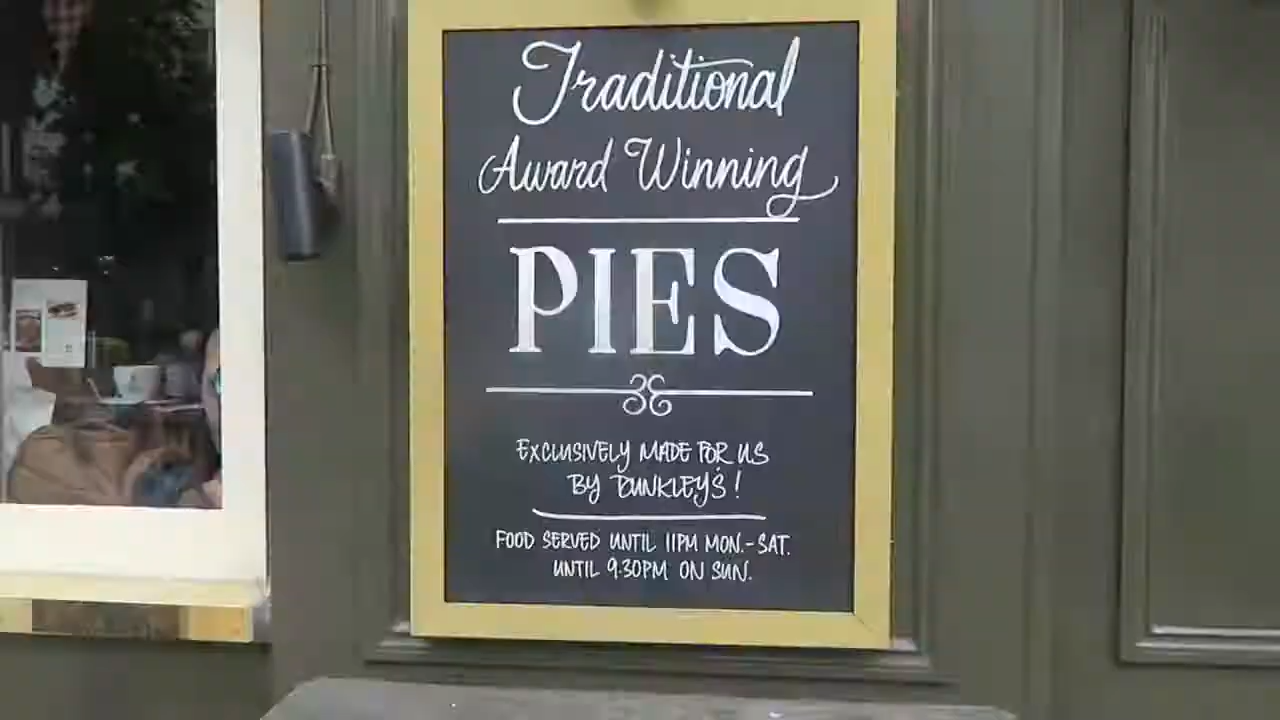 Traditional
Award Winning
PIES
EXCLUSIVELY MADE FOR US
BY DUNKLEY'S!
FOOD SERVED UNTIL 11PM MON.-SAT.
UNTIL 9.30PM ON SUN.